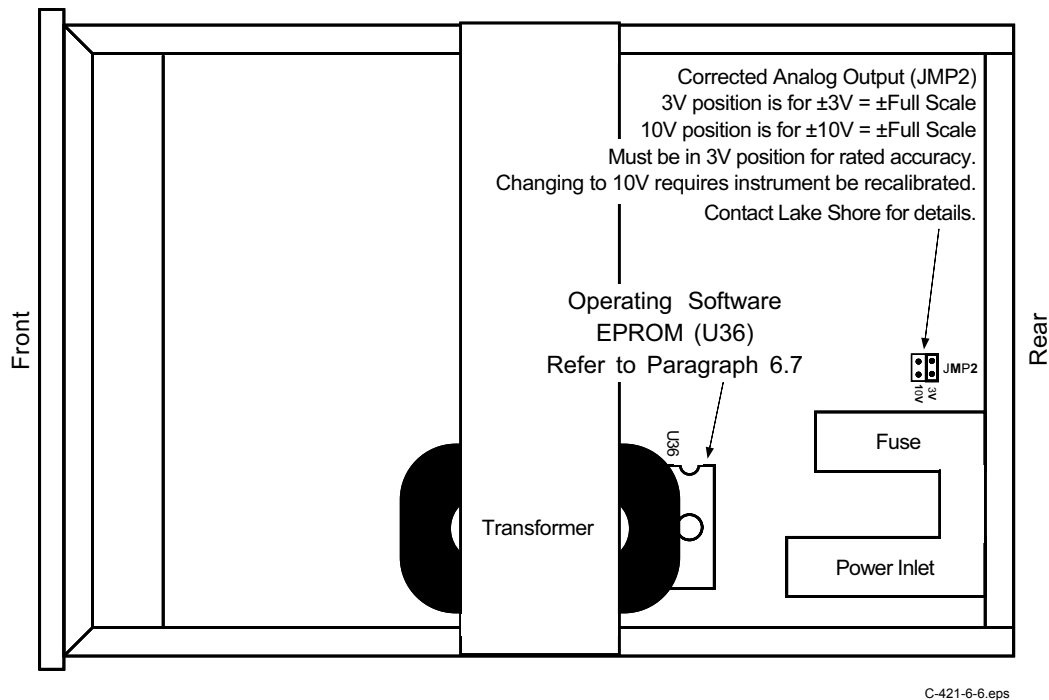 Corrected Analog Output (JMP2)
3V position is for ±3V = ±Full Scale
10V position is for ±10V = ±Full Scale
Must be in 3V position for rated accuracy.
Changing to 10V requires instrument be recalibrated.
Contact Lake Shore for details.
Operating Software
EPROM (U36)
Refer to Paragraph 6.7
Front
Rear
JMP2
10V
3V
U36
Fuse
Transformer
Power Inlet
C-421-6-6.eps